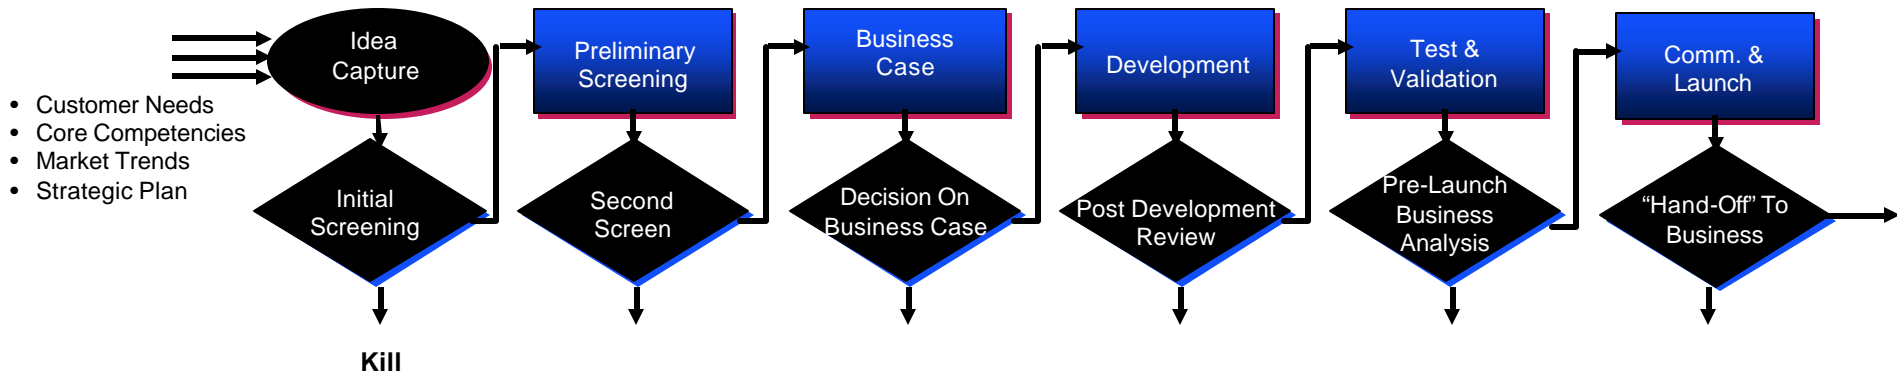 Idea
Capture
Preliminary
Screening
Business
Case
Development
Test &
Validation
Comm. &
Launch
• Customer Needs
• Core Competencies
• Market Trends
• Strategic Plan
Initial
Screening
Second
Screen
Decision On
Business Case
Post Development
Review
Pre-Launch
Business
Analysis
“Hand-Off” To
Business
Kill